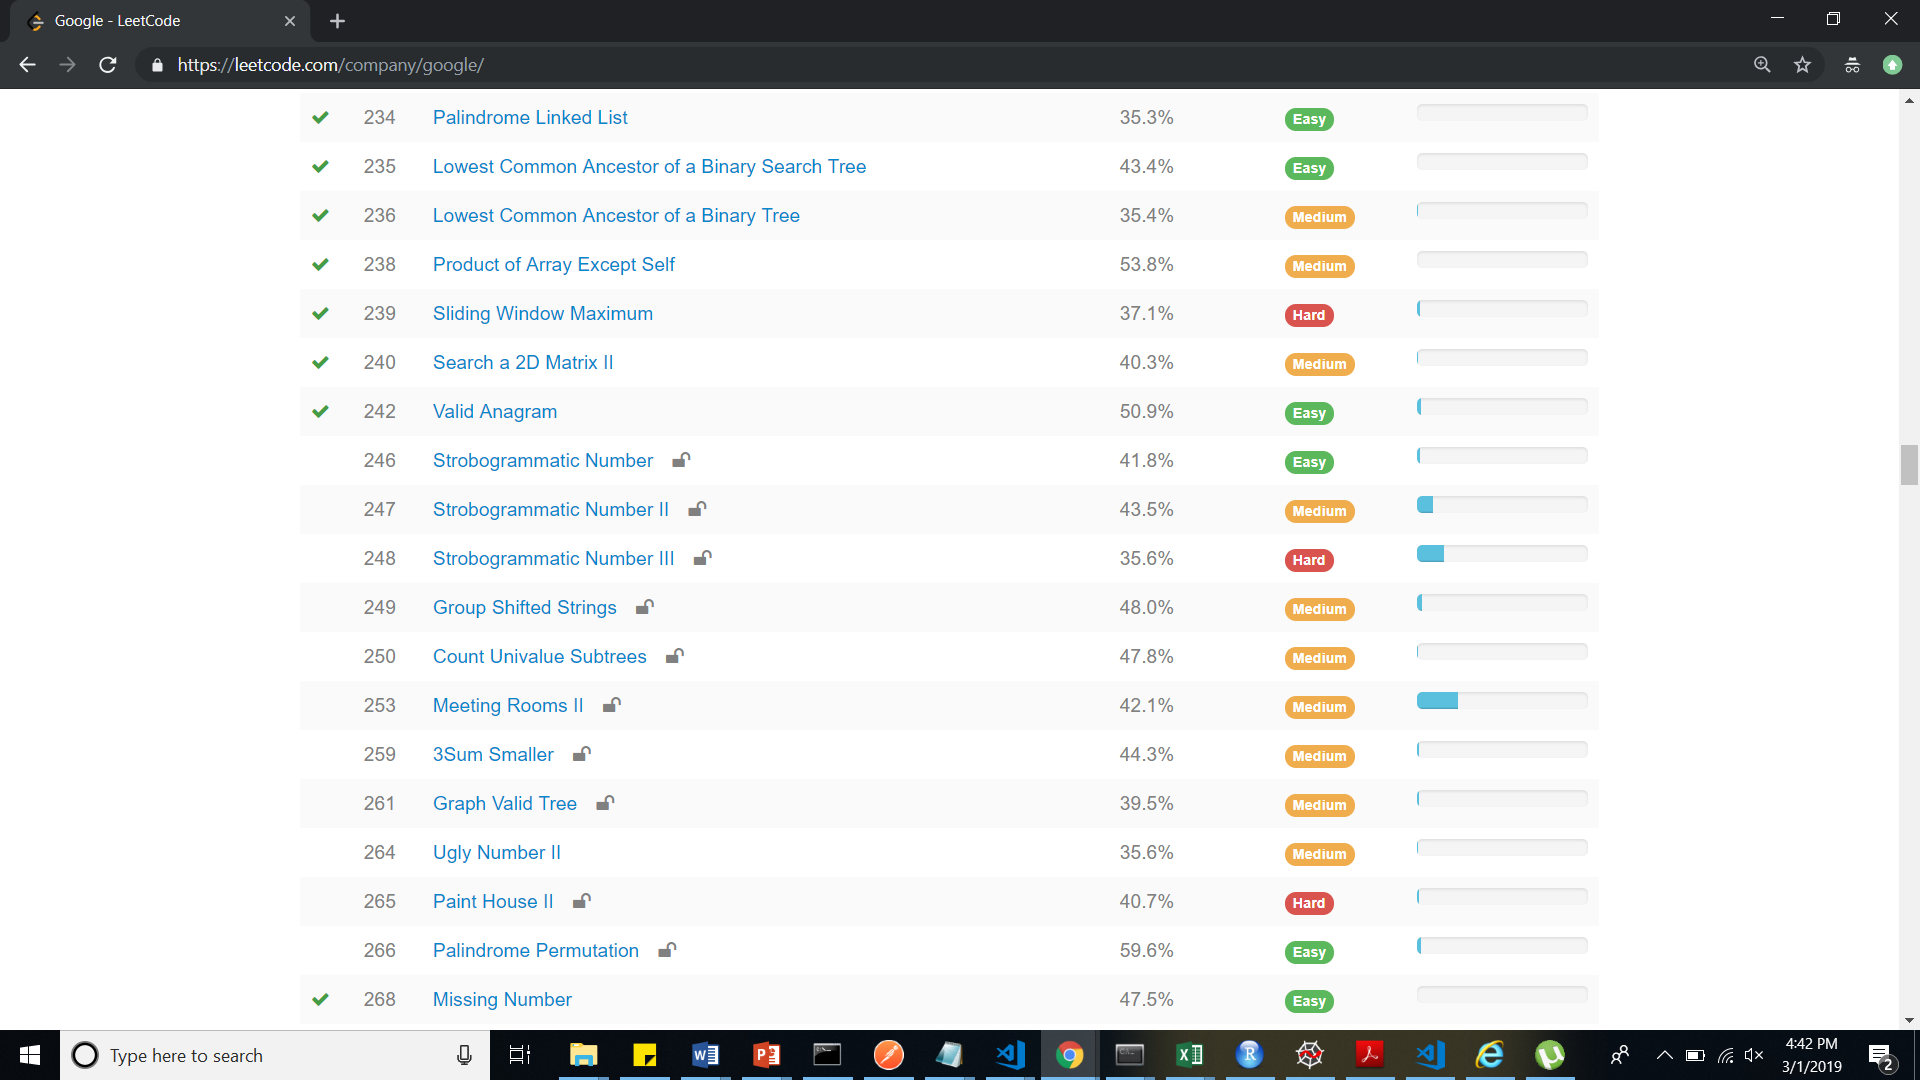 Google - LeetCode
https://leetcode.com/company/google/
234 Palindrome Linked List 35.3% Easy
235 Lowest Common Ancestor of a Binary Search Tree 43.4% Easy
236 Lowest Common Ancestor of a Binary Tree 35.4% Medium
238 Product of Array Except Self 53.8% Medium
239 Sliding Window Maximum 37.1% Hard
240 Search a 2D Matrix II 40.3% Medium
242 Valid Anagram 50.9% Easy
246 Strobogrammatic Number 41.8% Easy
247 Strobogrammatic Number II 43.5% Medium
248 Strobogrammatic Number III 35.6% Hard
249 Group Shifted Strings 48.0% Medium
250 Count Univalue Subtrees 47.8% Medium
253 Meeting Rooms II 42.1% Medium
259 3Sum Smaller 44.3% Medium
261 Graph Valid Tree 39.5% Medium
264 Ugly Number II 35.6% Medium
265 Paint House II 40.7% Hard
266 Palindrome Permutation 59.6% Easy
268 Missing Number 47.5% Easy
Type here to search
4:42 PM
3/1/2019
2